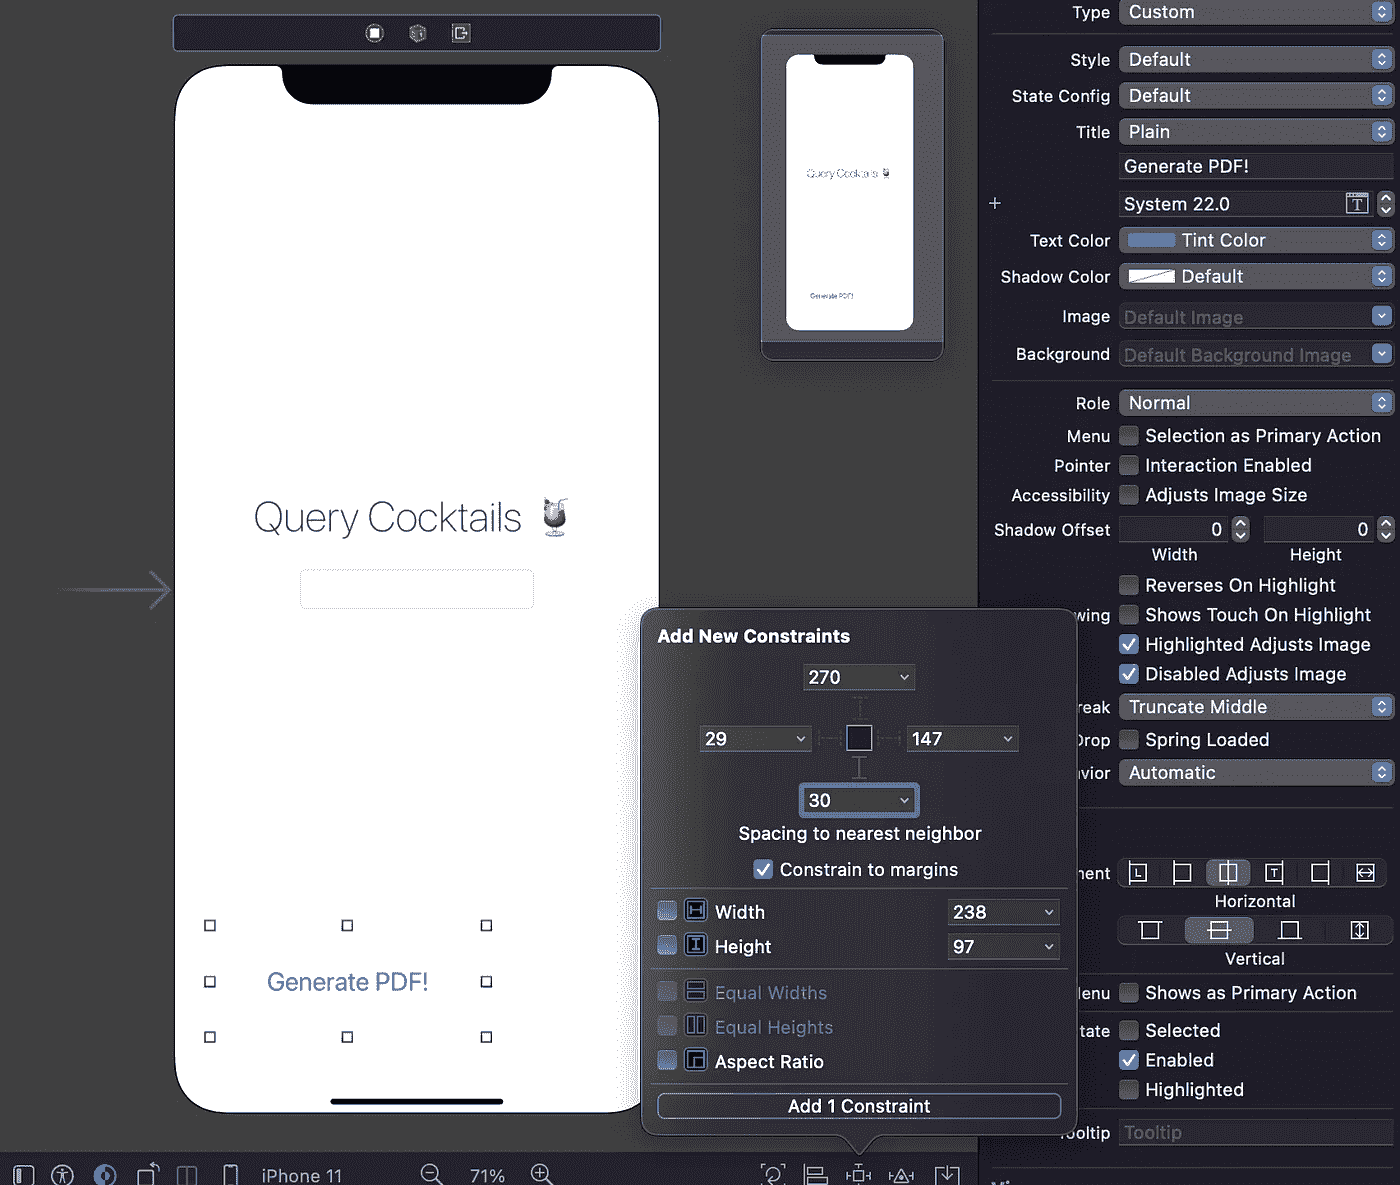 Query Cocktails
Generate PDF!
Query Cocktails
Generate PDF!
Type Custom
Style Default
State Config Default
Title Plain
Generate PDF!
System 22.0
T
Text Color Tint Color
Shadow Color Default
Image Default Image
Background Default Background Image
Role Normal
Menu Selection as Primary Action
Pointer Interaction Enabled
Accessibility Adjusts Image Size
Shadow Offset 0 0
Width Height
Reverses On Highlight
wing Shows Touch On Highlight
Highlighted Adjusts Image
Disabled Adjusts Image
reak Truncate Middle
Drop Spring Loaded
avior Automatic
ment L T
Horizontal
Vertical
lenu Shows as Primary Action
tate Selected
Enabled
Highlighted
ooltip Tooltip
Add New Constraints
270
29 147
30
Spacing to nearest neighbor
Constrain to margins
Width 238
Height 97
Equal Widths
Equal Heights
Aspect Ratio
Add 1 Constraint
iPhone 11 71%